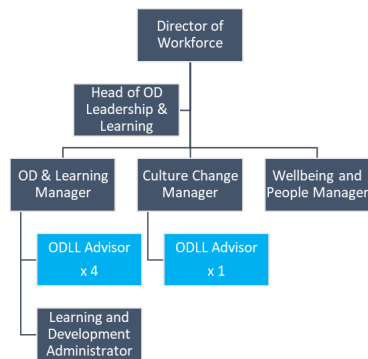 Director of
Workforce
Head of OD
Leadership &
Learning
OD & Learning
Manager
Culture Change
Manager
Wellbeing and
People Manager
ODLL Advisor
x 4
ODLL Advisor
x 1
Learning and
Development
Administrator